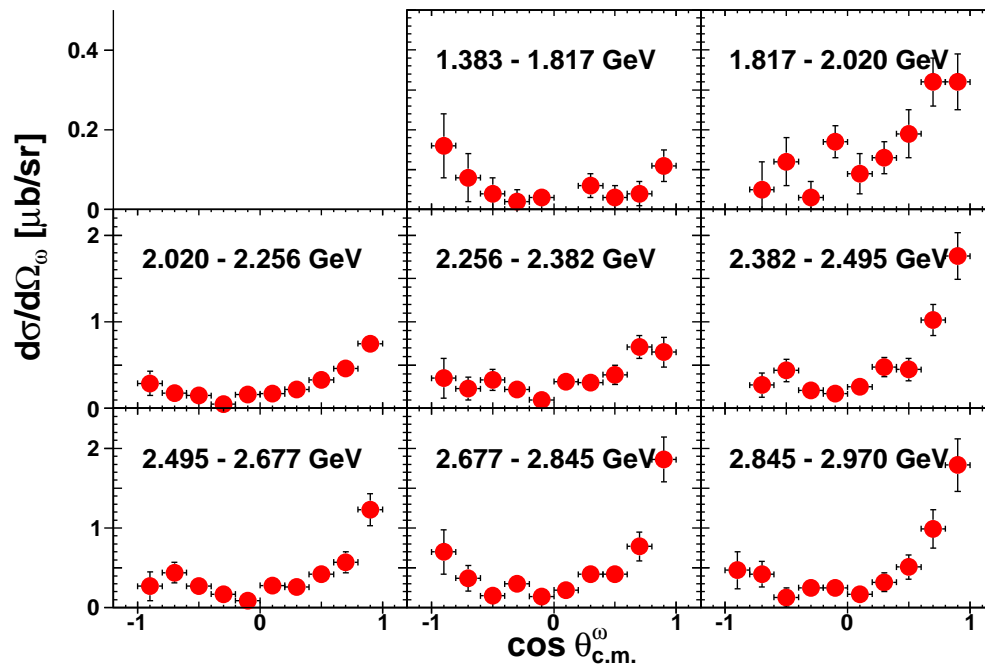 1.383 - 1.817 GeV
1.817 - 2.020 GeV
0.4
0.2
0
dσ/dΩ_ω [μb/sr]
2.020 - 2.256 GeV
2.256 - 2.382 GeV
2.382 - 2.495 GeV
2
1
0
2.495 - 2.677 GeV
2.677 - 2.845 GeV
2.845 - 2.970 GeV
2
1
0
-1 0 1 -1 0 1 -1 0 1
cos θ^ω_c.m.